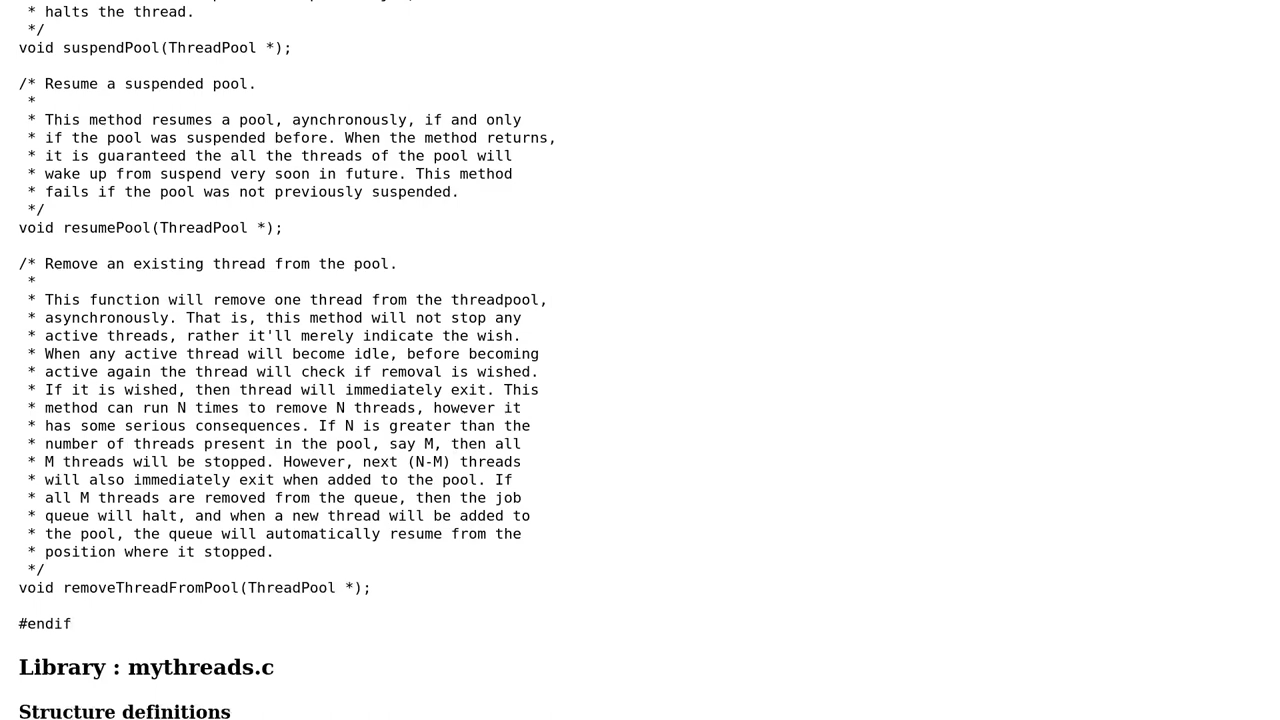 * halts the thread.
 */
void suspendPool(ThreadPool *);

/* Resume a suspended pool.
 *
 * This method resumes a pool, aynchronously, if and only
 * if the pool was suspended before. When the method returns,
 * it is guaranteed the all the threads of the pool will
 * wake up from suspend very soon in future. This method
 * fails if the pool was not previously suspended.
 */
void resumePool(ThreadPool *);

/* Remove an existing thread from the pool.
 *
 * This function will remove one thread from the threadpool,
 * asynchronously. That is, this method will not stop any
 * active threads, rather it'll merely indicate the wish.
 * When any active thread will become idle, before becoming
 * active again the thread will check if removal is wished.
 * If it is wished, then thread will immediately exit. This
 * method can run N times to remove N threads, however it
 * has some serious consequences. If N is greater than the
 * number of threads present in the pool, say M, then all
 * M threads will be stopped. However, next (N-M) threads
 * will also immediately exit when added to the pool. If
 * all M threads are removed from the queue, then the job
 * queue will halt, and when a new thread will be added to
 * the pool, the queue will automatically resume from the
 * position where it stopped.
 */
void removeThreadFromPool(ThreadPool *);

#endif
Library : mythreads.c
Structure definitions